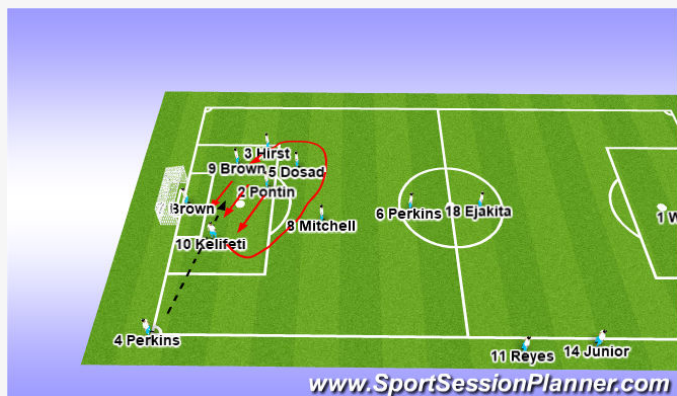 3 Hirst
9 Brown
5 Dosad
2 Pontin
Brown
10 Kelifeti
8 Mitchell
6 Perkins
18 Ejakita
1 W
4 Perkins
11 Reyes
14 Junior
www.SportSessionPlanner.com